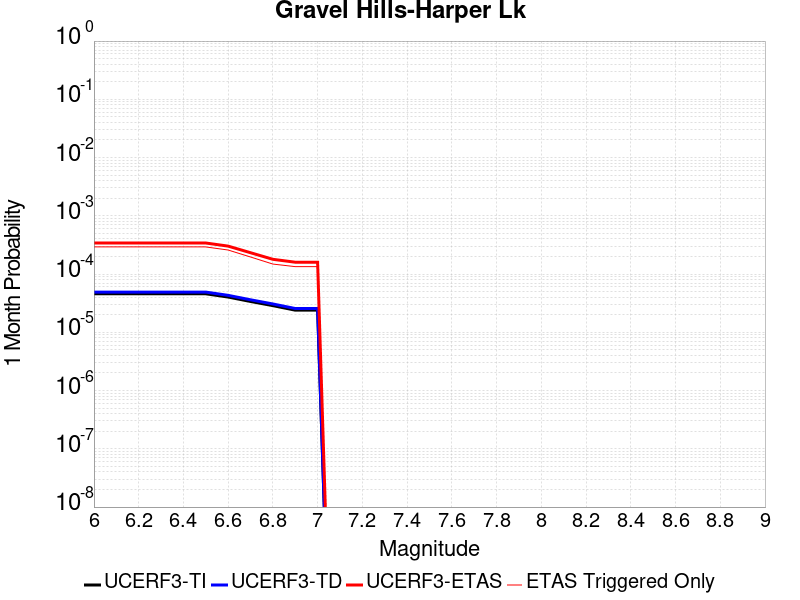 Gravel Hills-Harper Lk
10^0
10^-1
10^-2
10^-3
10^-4
10^-5
10^-6
10^-7
10^-8
1 Month Probability
6 6.2 6.4 6.6 6.8 7 7.2 7.4 7.6 7.8 8 8.2 8.4 8.6 8.8 9
Magnitude
UCERF3-TI UCERF3-TD UCERF3-ETAS ETAS Triggered Only